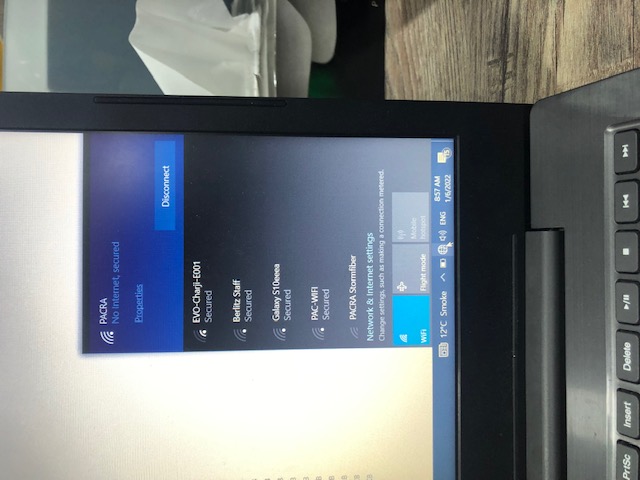 PACRA
No Internet, secured
Properties
Disconnect
EVO-Charji-E001
Secured
Berlitz Staff
Secured
Galaxy S10eeea
Secured
PAC-WIFI
Secured
PACRA Stormfiber
Network & Internet settings
Change settings, such as making a connection metered.
WiFi
Flight mode
Mobile hotspot
12°C Smoke
ENG
8:57 AM
1/6/2022
PrtSc
Insert
Delete